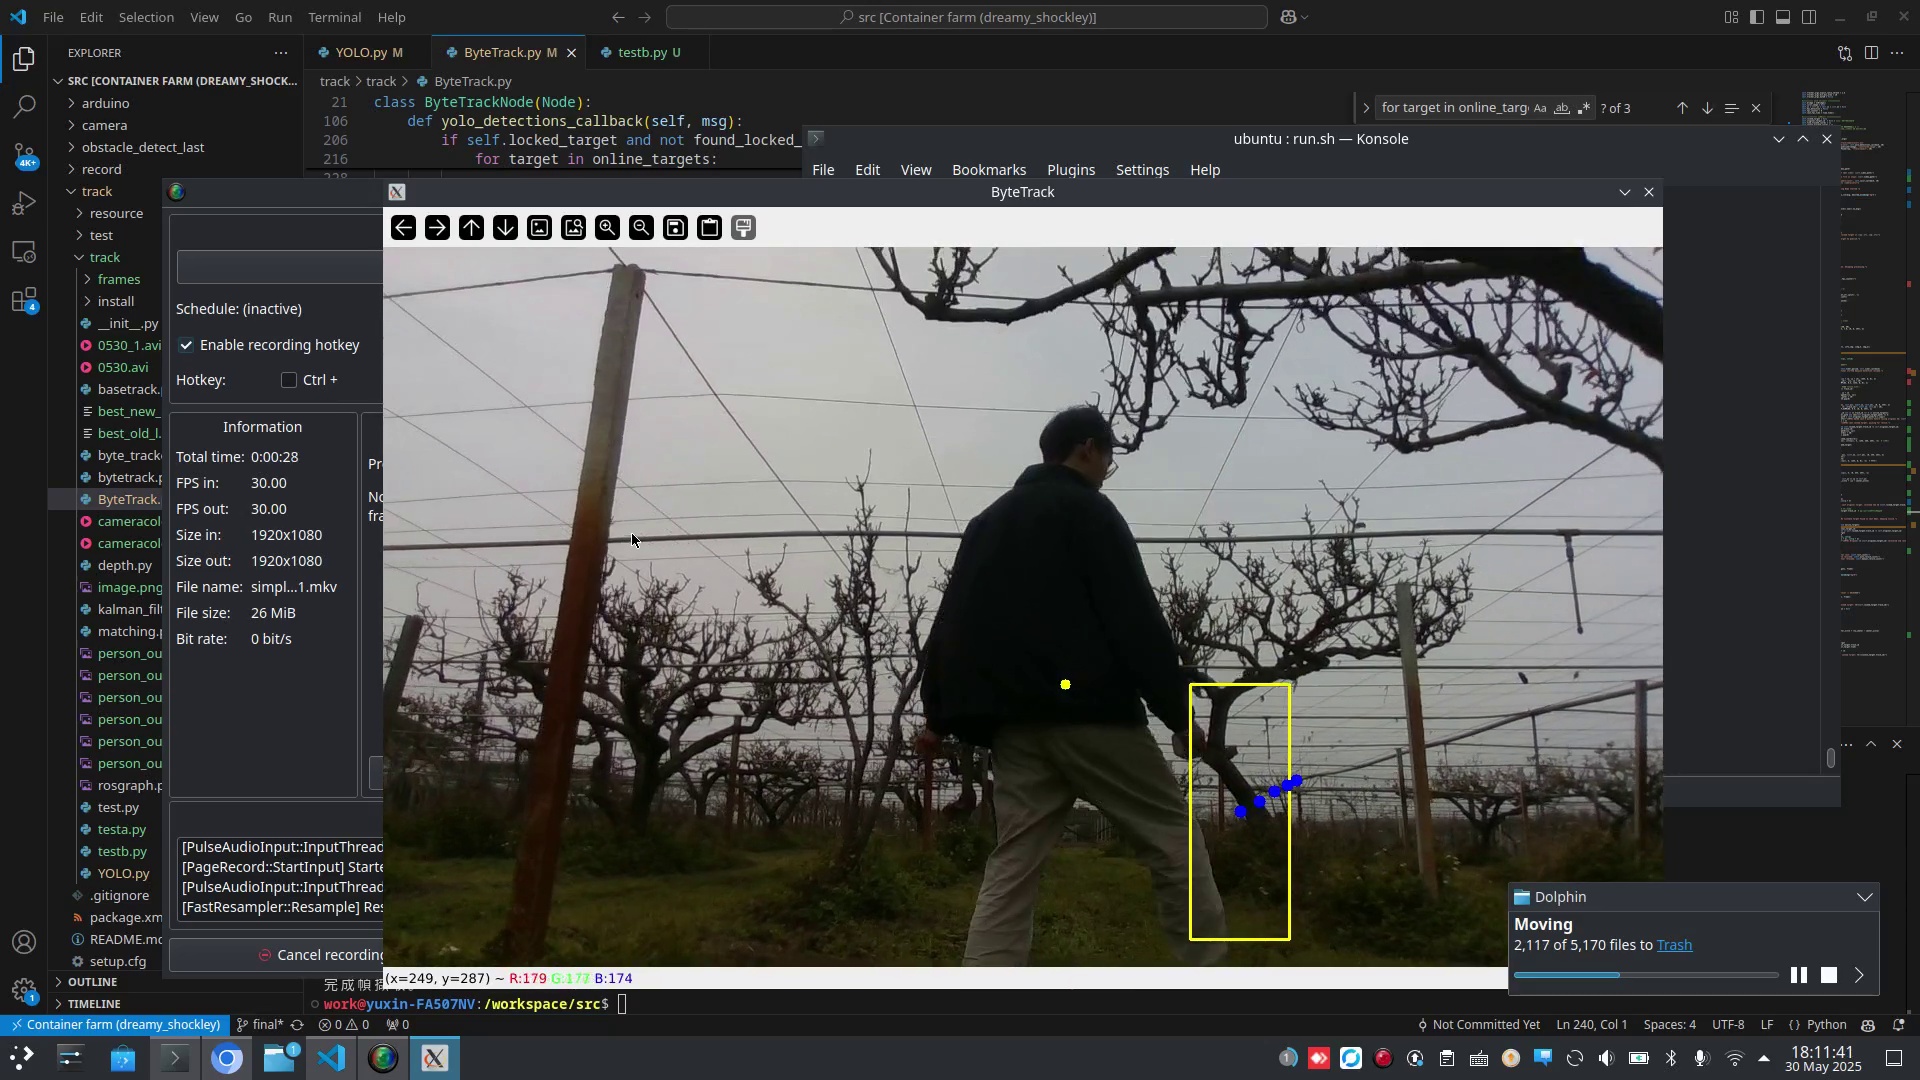 File Edit Selection View Go Run Terminal Help
src [Container farm (dreamy_shockley)]
EXPLORER
YOLO.py M
ByteTrack.py M
testb.py U
SRC [CONTAINER FARM (DREAMY_SHOCK...
track > track > ByteTrack.py
21 class ByteTrackNode(Node):
106 def yolo_detections_callback(self, msg):
206 if self.locked_target and not found_locked_
216 for target in online_targets:
for target in online_targ
Aa ab
? of 3
ubuntu : run.sh — Konsole
File Edit View Bookmarks Plugins Settings Help
ByteTrack
arduino
camera
obstacle_detect_last
record
track
resource
test
track
frames
install
__init__.py
0530_1.avi
0530.avi
basetrack.
best_new_
best_old_l.
byte_track
bytetrack.p
ByteTrack.
cameracol
cameracol
depth.py
image.png
kalman_filt
matching.p
person_ou
person_ou
person_ou
person_ou
person_ou
person_ou
rosgraph.p
test.py
testa.py
testb.py
YOLO.py
.gitignore
package.xm
README.md
setup.cfg
OUTLINE
TIMELINE
4K+
4
1
Schedule: (inactive)
Enable recording hotkey
Hotkey: Ctrl +
Information
Total time: 0:00:28
FPS in: 30.00
FPS out: 30.00
Size in: 1920x1080
Size out: 1920x1080
File name: simpl...1.mkv
File size: 26 MiB
Bit rate: 0 bit/s
Pr
No
fra
[PulseAudioInput::InputThread
[PageRecord::StartInput] Starte
[PulseAudioInput::InputThread
[FastResampler::Resample] Res
Cancel recording
(x=249, y=287) ~ R:179 G:177 B:174
work@yuxin-FA507NV:/workspace/src$
Dolphin
Moving
2,117 of 5,170 files to Trash
Container farm (dreamy_shockley)
final*
0 0
0
Not Committed Yet
Ln 240, Col 1
Spaces: 4
UTF-8
LF
{} Python
1
1
18:11:41
30 May 2025